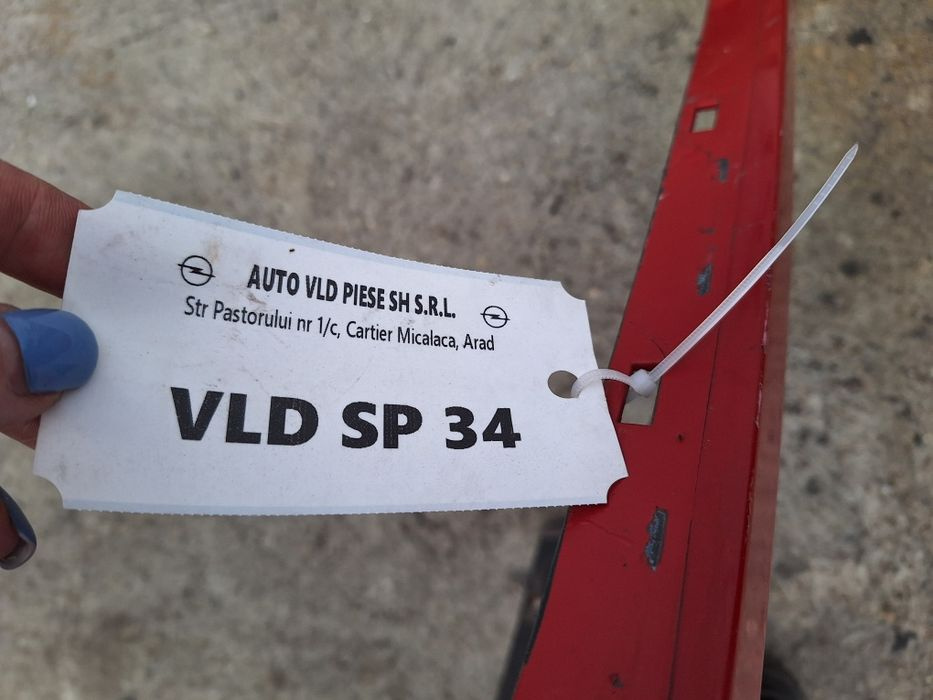 AUTO VLD PIESE SH S.R.L.
Str Pastorului nr 1/c, Cartier Micalaca, Arad
VLD SP 34